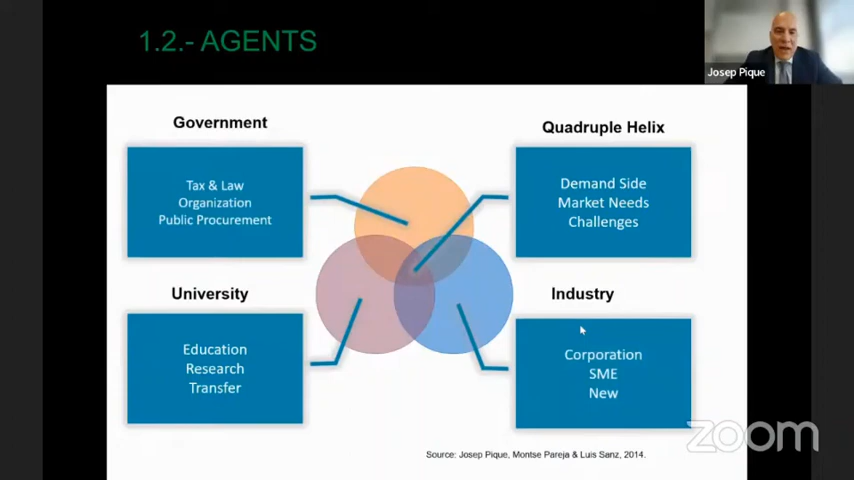 1.2.- AGENTS
Josep Pique
Government
Tax & Law
Organization
Public Procurement
Quadruple Helix
Demand Side
Market Needs
Challenges
University
Education
Research
Transfer
Industry
Corporation
SME
New
Source: Josep Pique, Montse Pareja & Luis Sanz, 2014.
zoom